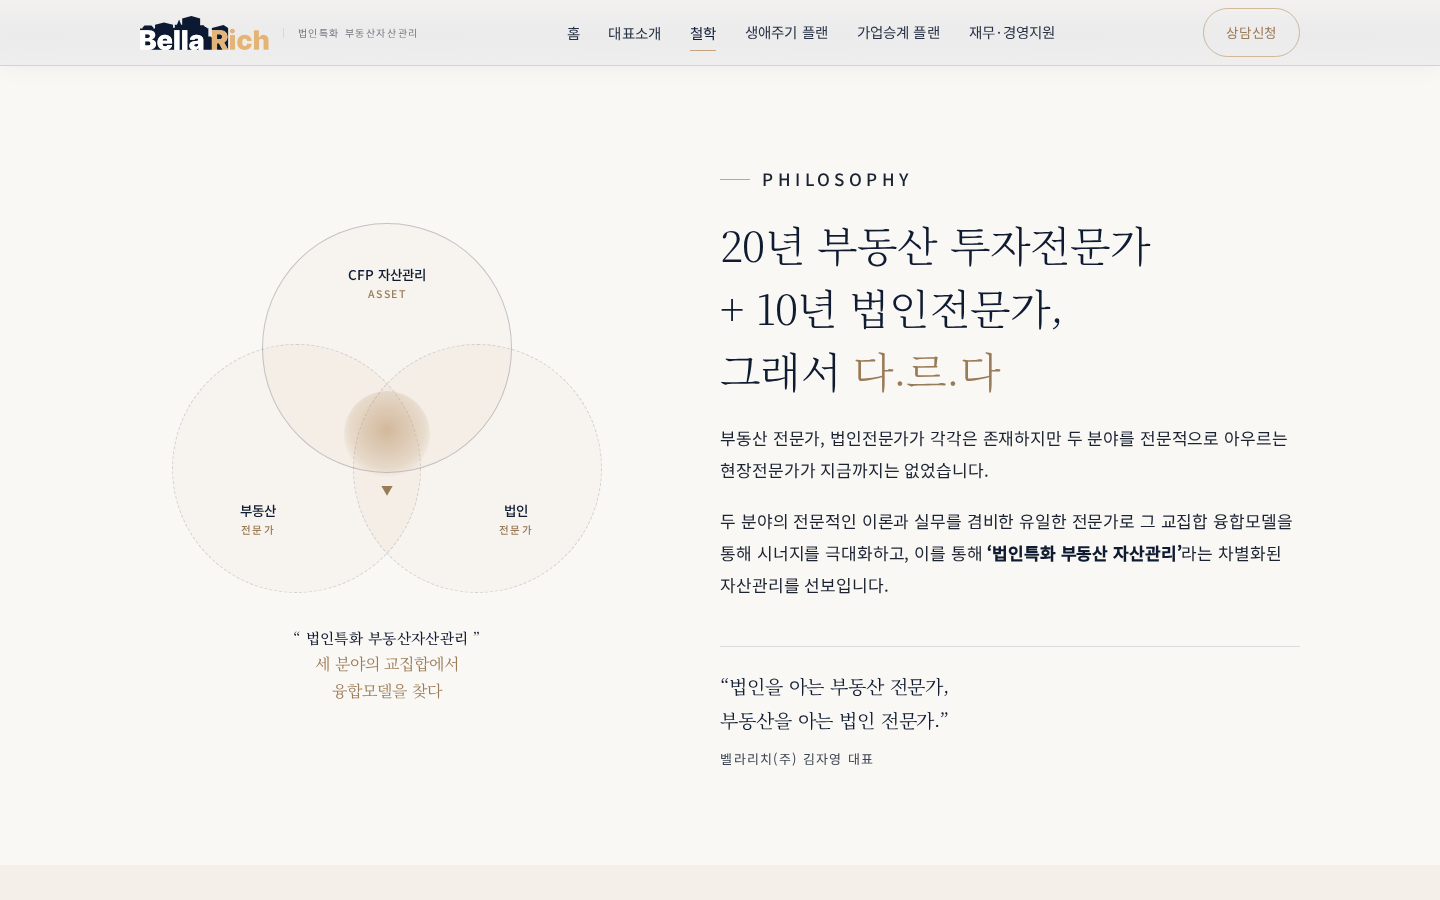 BellaRich
법인특화 부동산자산관리
홈
대표소개
철학
생애주기 플랜
가업승계 플랜
재무·경영지원
상담신청
CFP 자산관리
ASSET
부동산
전문가
법인
전문가
“ 법인특화 부동산자산관리 ”
세 분야의 교집합에서
융합모델을 찾다
PHILOSOPHY
20년 부동산 투자전문가
+ 10년 법인전문가,
그래서 다.르.다
부동산 전문가, 법인전문가가 각각은 존재하지만 두 분야를 전문적으로 아우르는
현장전문가가 지금까지는 없었습니다.
두 분야의 전문적인 이론과 실무를 겸비한 유일한 전문가로 그 교집합 융합모델을
통해 시너지를 극대화하고, 이를 통해 ‘법인특화 부동산 자산관리’라는 차별화된
자산관리를 선보입니다.
“법인을 아는 부동산 전문가,
부동산을 아는 법인 전문가.”
벨라리치(주) 김자영 대표